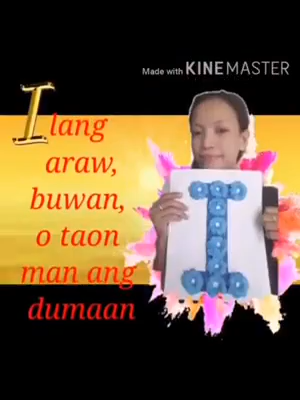 Made with KINEMASTER
Ilang
araw,
buwan,
o taon
man ang
dumaan
I